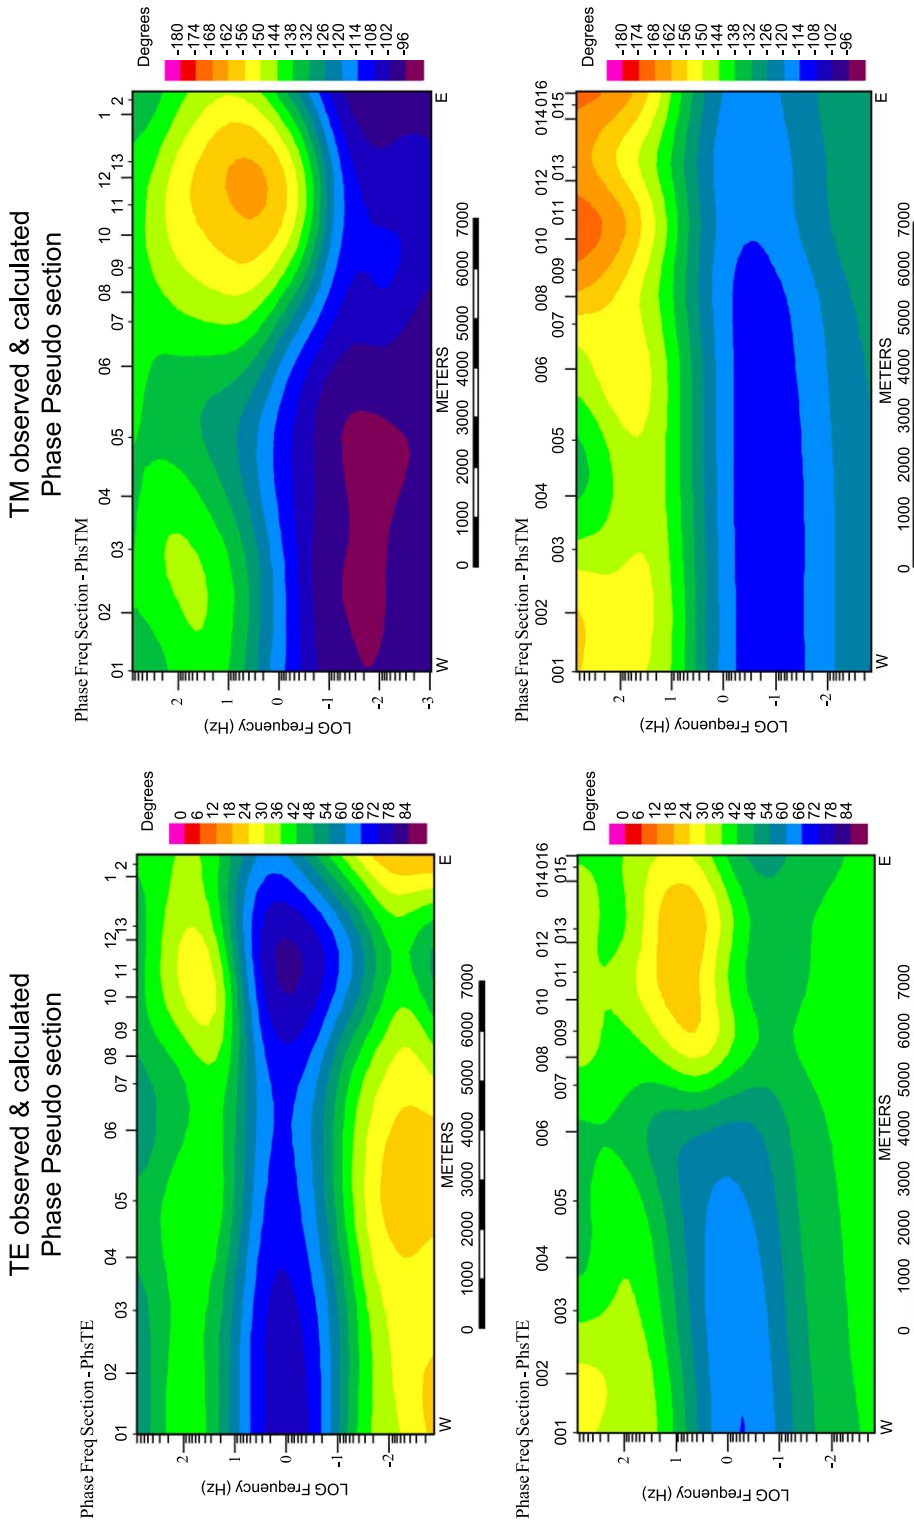 TE observed & calculated
Phase Pseudo section
Phase Freq Section - PhsTE
01 02 03 04 05 06 07 08 09 10 11 12 13 1 2
Degrees
0
6
12
18
24
30
36
42
48
54
60
66
72
78
84
LOG Frequency (Hz)
2
1
0
-1
-2
W
E
METERS
0 1000 2000 3000 4000 5000 6000 7000
Phase Freq Section - PhsTE
001 002 003 004 005 006 007 008 009 010 011 012 013 014 015 016
Degrees
0
6
12
18
24
30
36
42
48
54
60
66
72
78
84
LOG Frequency (Hz)
2
1
0
-1
-2
W
E
METERS
0 1000 2000 3000 4000 5000 6000 7000
TM observed & calculated
Phase Pseudo section
Phase Freq Section - PhsTM
01 02 03 04 05 06 07 08 09 10 11 12 13 1 2
Degrees
-180
-174
-168
-162
-156
-150
-144
-138
-132
-126
-120
-114
-108
-102
-96
LOG Frequency (Hz)
2
1
0
-1
-2
-3
W
E
METERS
0 1000 2000 3000 4000 5000 6000 7000
Phase Freq Section - PhsTM
001 002 003 004 005 006 007 008 009 010 011 012 013 014 015 016
Degrees
-180
-174
-168
-162
-156
-150
-144
-138
-132
-126
-120
-114
-108
-102
-96
LOG Frequency (Hz)
2
1
0
-1
-2
W
E
METERS
0 1000 2000 3000 4000 5000 6000 7000